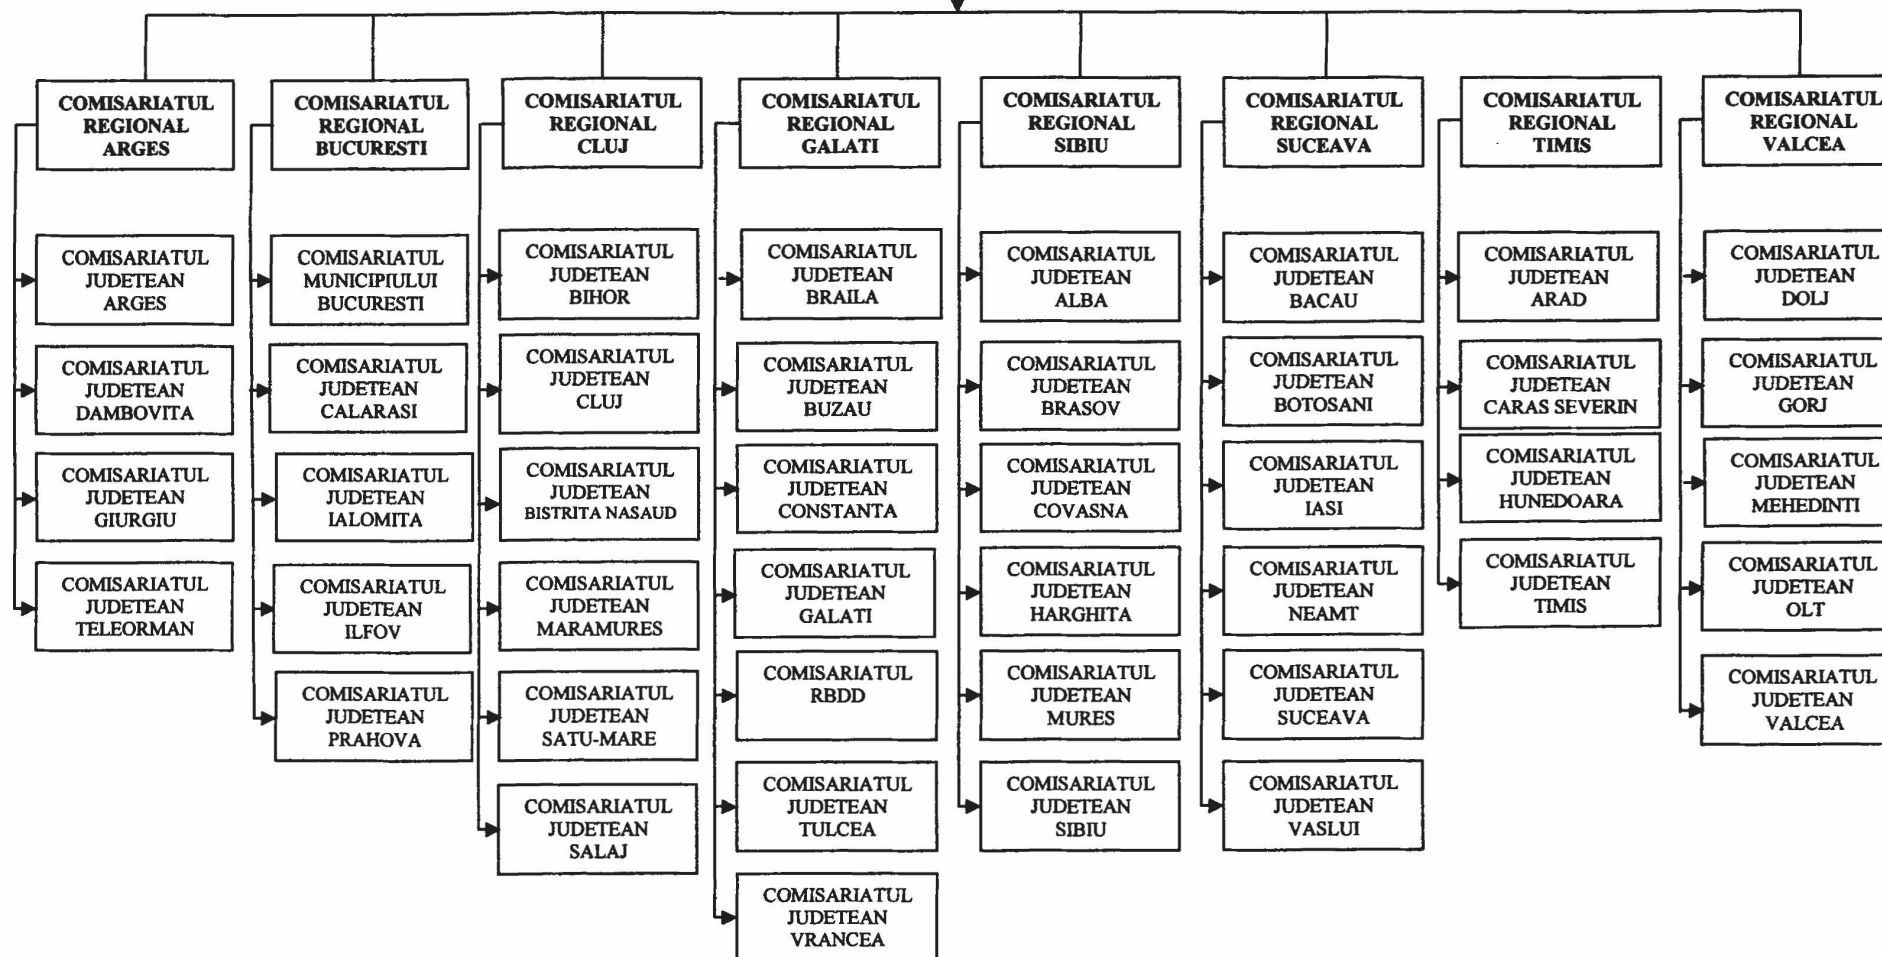 COMISARIATUL
REGIONAL
ARGES
COMISARIATUL
JUDETEAN
ARGES
COMISARIATUL
JUDETEAN
DAMBOVITA
COMISARIATUL
JUDETEAN
GIURGIU
COMISARIATUL
JUDETEAN
TELEORMAN
COMISARIATUL
REGIONAL
BUCURESTI
COMISARIATUL
MUNICIPIULUI
BUCURESTI
COMISARIATUL
JUDETEAN
CALARASI
COMISARIATUL
JUDETEAN
IALOMITA
COMISARIATUL
JUDETEAN
ILFOV
COMISARIATUL
JUDETEAN
PRAHOVA
COMISARIATUL
REGIONAL
CLUJ
COMISARIATUL
JUDETEAN
BIHOR
COMISARIATUL
JUDETEAN
CLUJ
COMISARIATUL
JUDETEAN
BISTRITA NASAUD
COMISARIATUL
JUDETEAN
MARAMURES
COMISARIATUL
JUDETEAN
SATU-MARE
COMISARIATUL
JUDETEAN
SALAJ
COMISARIATUL
REGIONAL
GALATI
COMISARIATUL
JUDETEAN
BRAILA
COMISARIATUL
JUDETEAN
BUZAU
COMISARIATUL
JUDETEAN
CONSTANTA
COMISARIATUL
JUDETEAN
GALATI
COMISARIATUL
RBDD
COMISARIATUL
JUDETEAN
TULCEA
COMISARIATUL
JUDETEAN
VRANCEA
COMISARIATUL
REGIONAL
SIBIU
COMISARIATUL
JUDETEAN
ALBA
COMISARIATUL
JUDETEAN
BRASOV
COMISARIATUL
JUDETEAN
COVASNA
COMISARIATUL
JUDETEAN
HARGHITA
COMISARIATUL
JUDETEAN
MURES
COMISARIATUL
JUDETEAN
SIBIU
COMISARIATUL
REGIONAL
SUCEAVA
COMISARIATUL
JUDETEAN
BACAU
COMISARIATUL
JUDETEAN
BOTOSANI
COMISARIATUL
JUDETEAN
IASI
COMISARIATUL
JUDETEAN
NEAMT
COMISARIATUL
JUDETEAN
SUCEAVA
COMISARIATUL
JUDETEAN
VASLUI
COMISARIATUL
REGIONAL
TIMIS
COMISARIATUL
JUDETEAN
ARAD
COMISARIATUL
JUDETEAN
CARAS SEVERIN
COMISARIATUL
JUDETEAN
HUNEDOARA
COMISARIATUL
JUDETEAN
TIMIS
COMISARIATUL
REGIONAL
VALCEA
COMISARIATUL
JUDETEAN
DOLJ
COMISARIATUL
JUDETEAN
GORJ
COMISARIATUL
JUDETEAN
MEHEDINTI
COMISARIATUL
JUDETEAN
OLT
COMISARIATUL
JUDETEAN
VALCEA